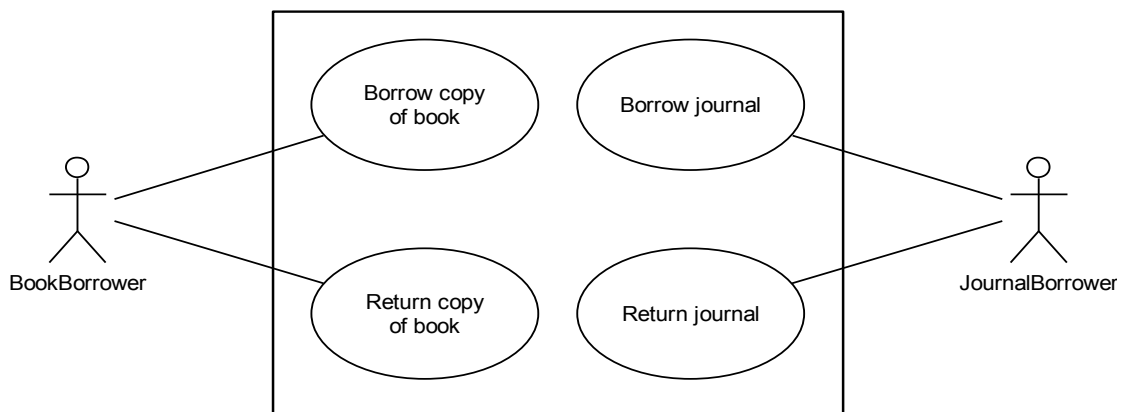 Borrow copy
of book
Borrow journal
BookBorrower
JournalBorrower
Return copy
of book
Return journal